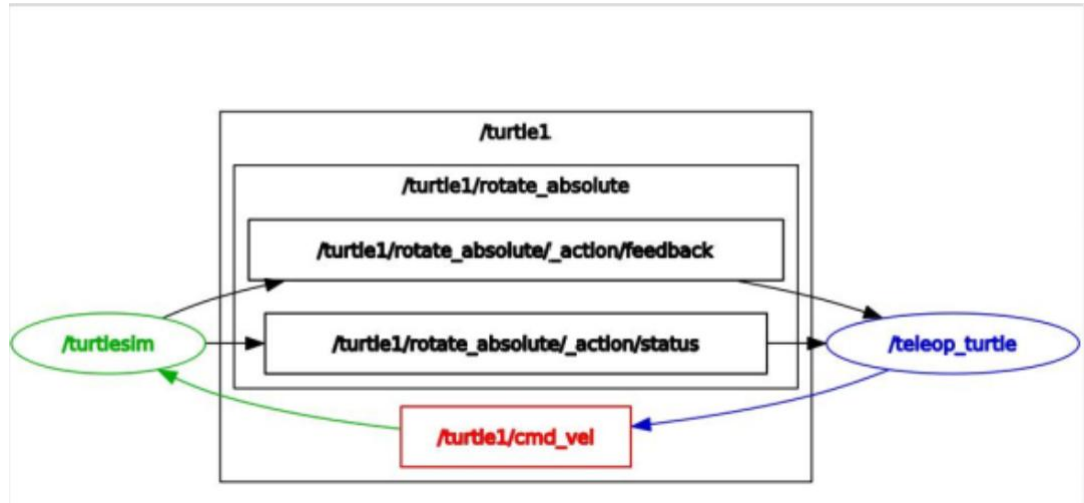 /turtle1
/turtle1/rotate_absolute
/turtle1/rotate_absolute/_action/feedback
/turtlesim
/turtle1/rotate_absolute/_action/status
/teleop_turtle
/turtle1/cmd_vel